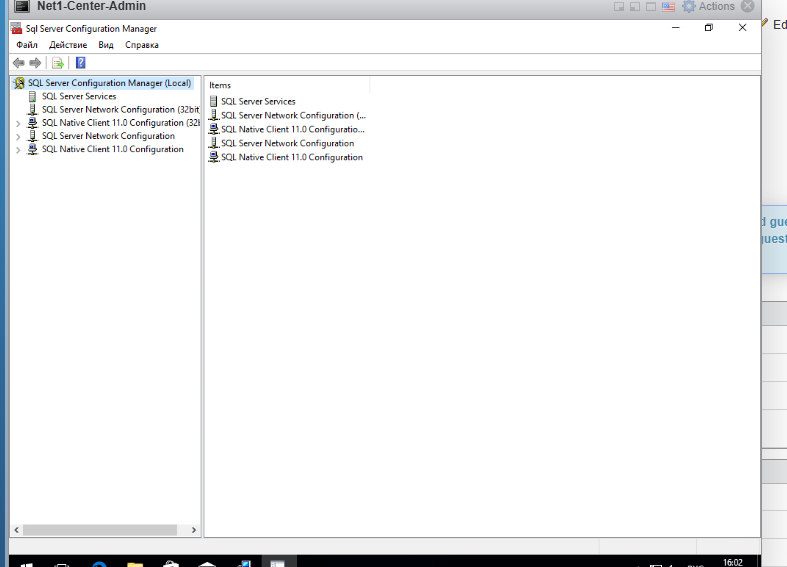 Net1-Center-Admin
Actions
Ed
Sql Server Configuration Manager
Файл Действие Вид Справка
SQL Server Configuration Manager (Local)
SQL Server Services
SQL Server Network Configuration (32bit
SQL Native Client 11.0 Configuration (32b
SQL Server Network Configuration
SQL Native Client 11.0 Configuration
Items
SQL Server Services
SQL Server Network Configuration (...
SQL Native Client 11.0 Configuratio...
SQL Server Network Configuration
SQL Native Client 11.0 Configuration
d gue
guest
16:02